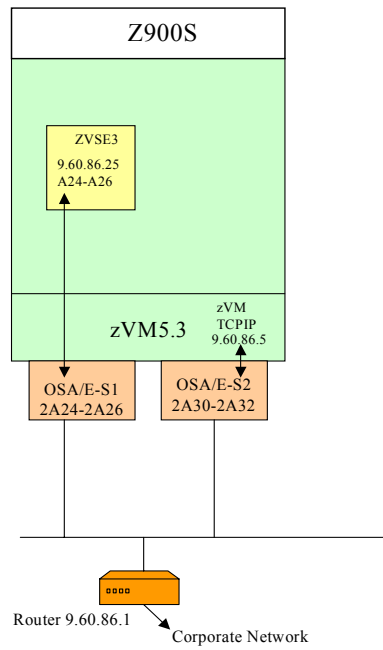 Z900S
ZVSE3
9.60.86.25
A24-A26
zVM5.3
zVM
TCPIP
9.60.86.5
OSA/E-S1
2A24-2A26
OSA/E-S2
2A30-2A32
Router 9.60.86.1
Corporate Network